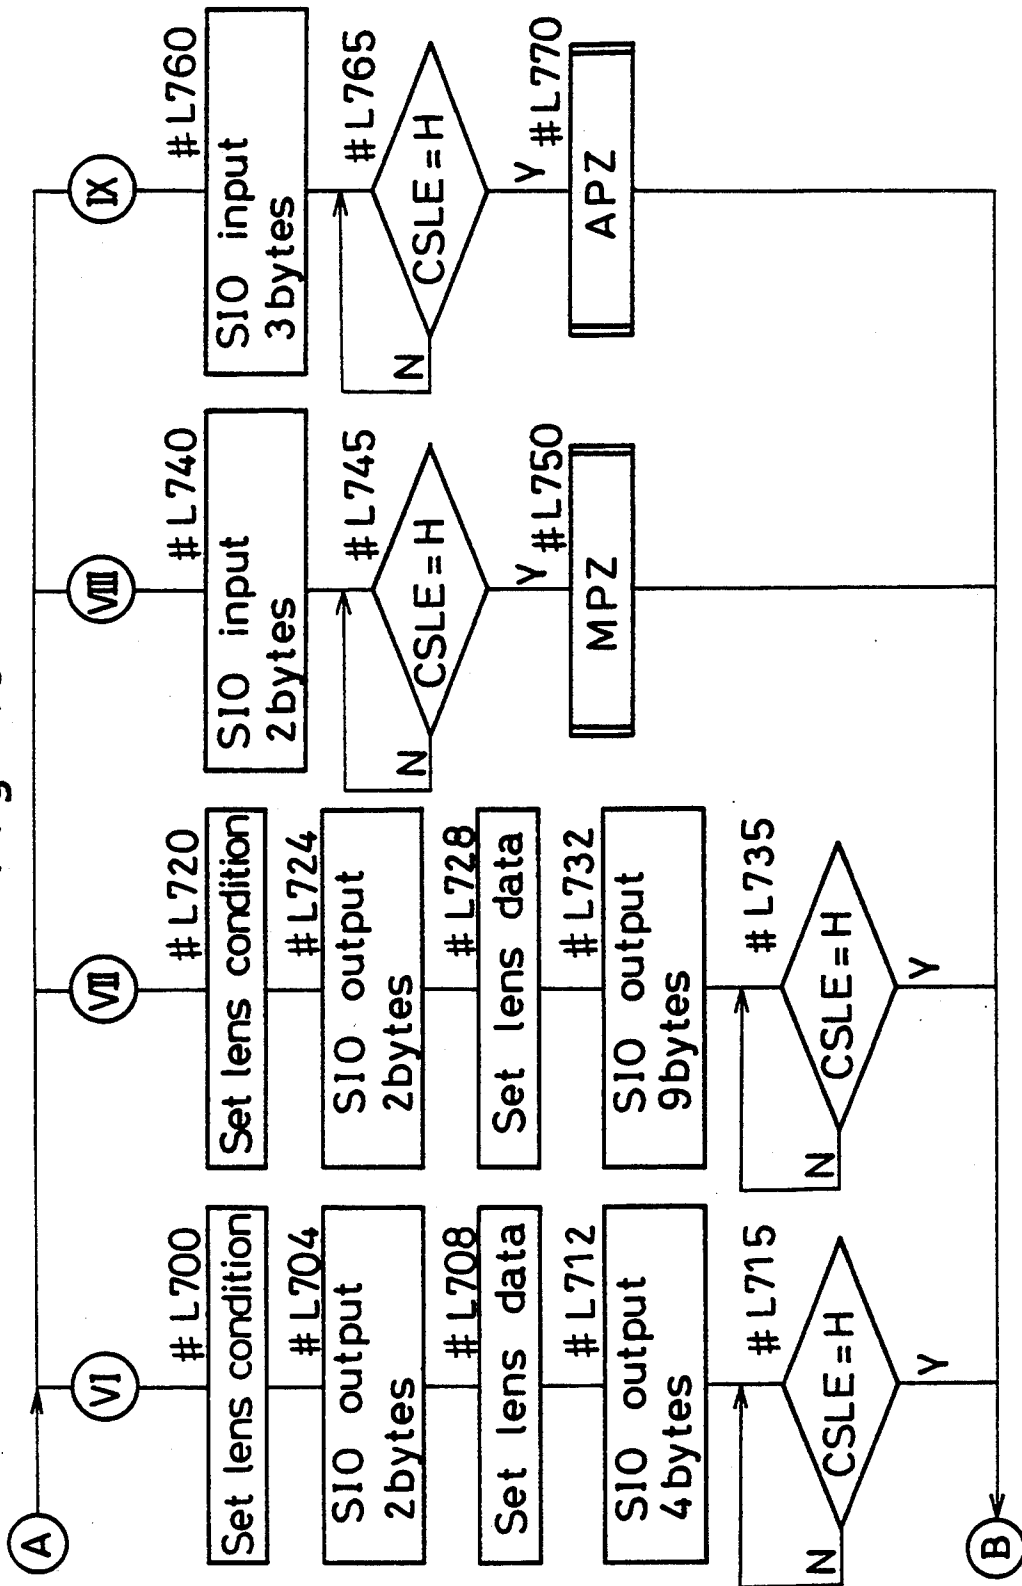 A
VI
#L700
Set lens condition
#L704
SIO output
2bytes
#L708
Set lens data
#L712
SIO output
4bytes
#L715
CSLE=H
N
Y
VII
#L720
Set lens condition
#L724
SIO output
2bytes
#L728
Set lens data
#L732
SIO output
9bytes
#L735
CSLE=H
N
Y
VIII
#L740
SIO input
2bytes
#L745
CSLE=H
N
Y
#L750
MPZ
IX
#L760
SIO input
3bytes
#L765
CSLE=H
N
Y
#L770
APZ
B